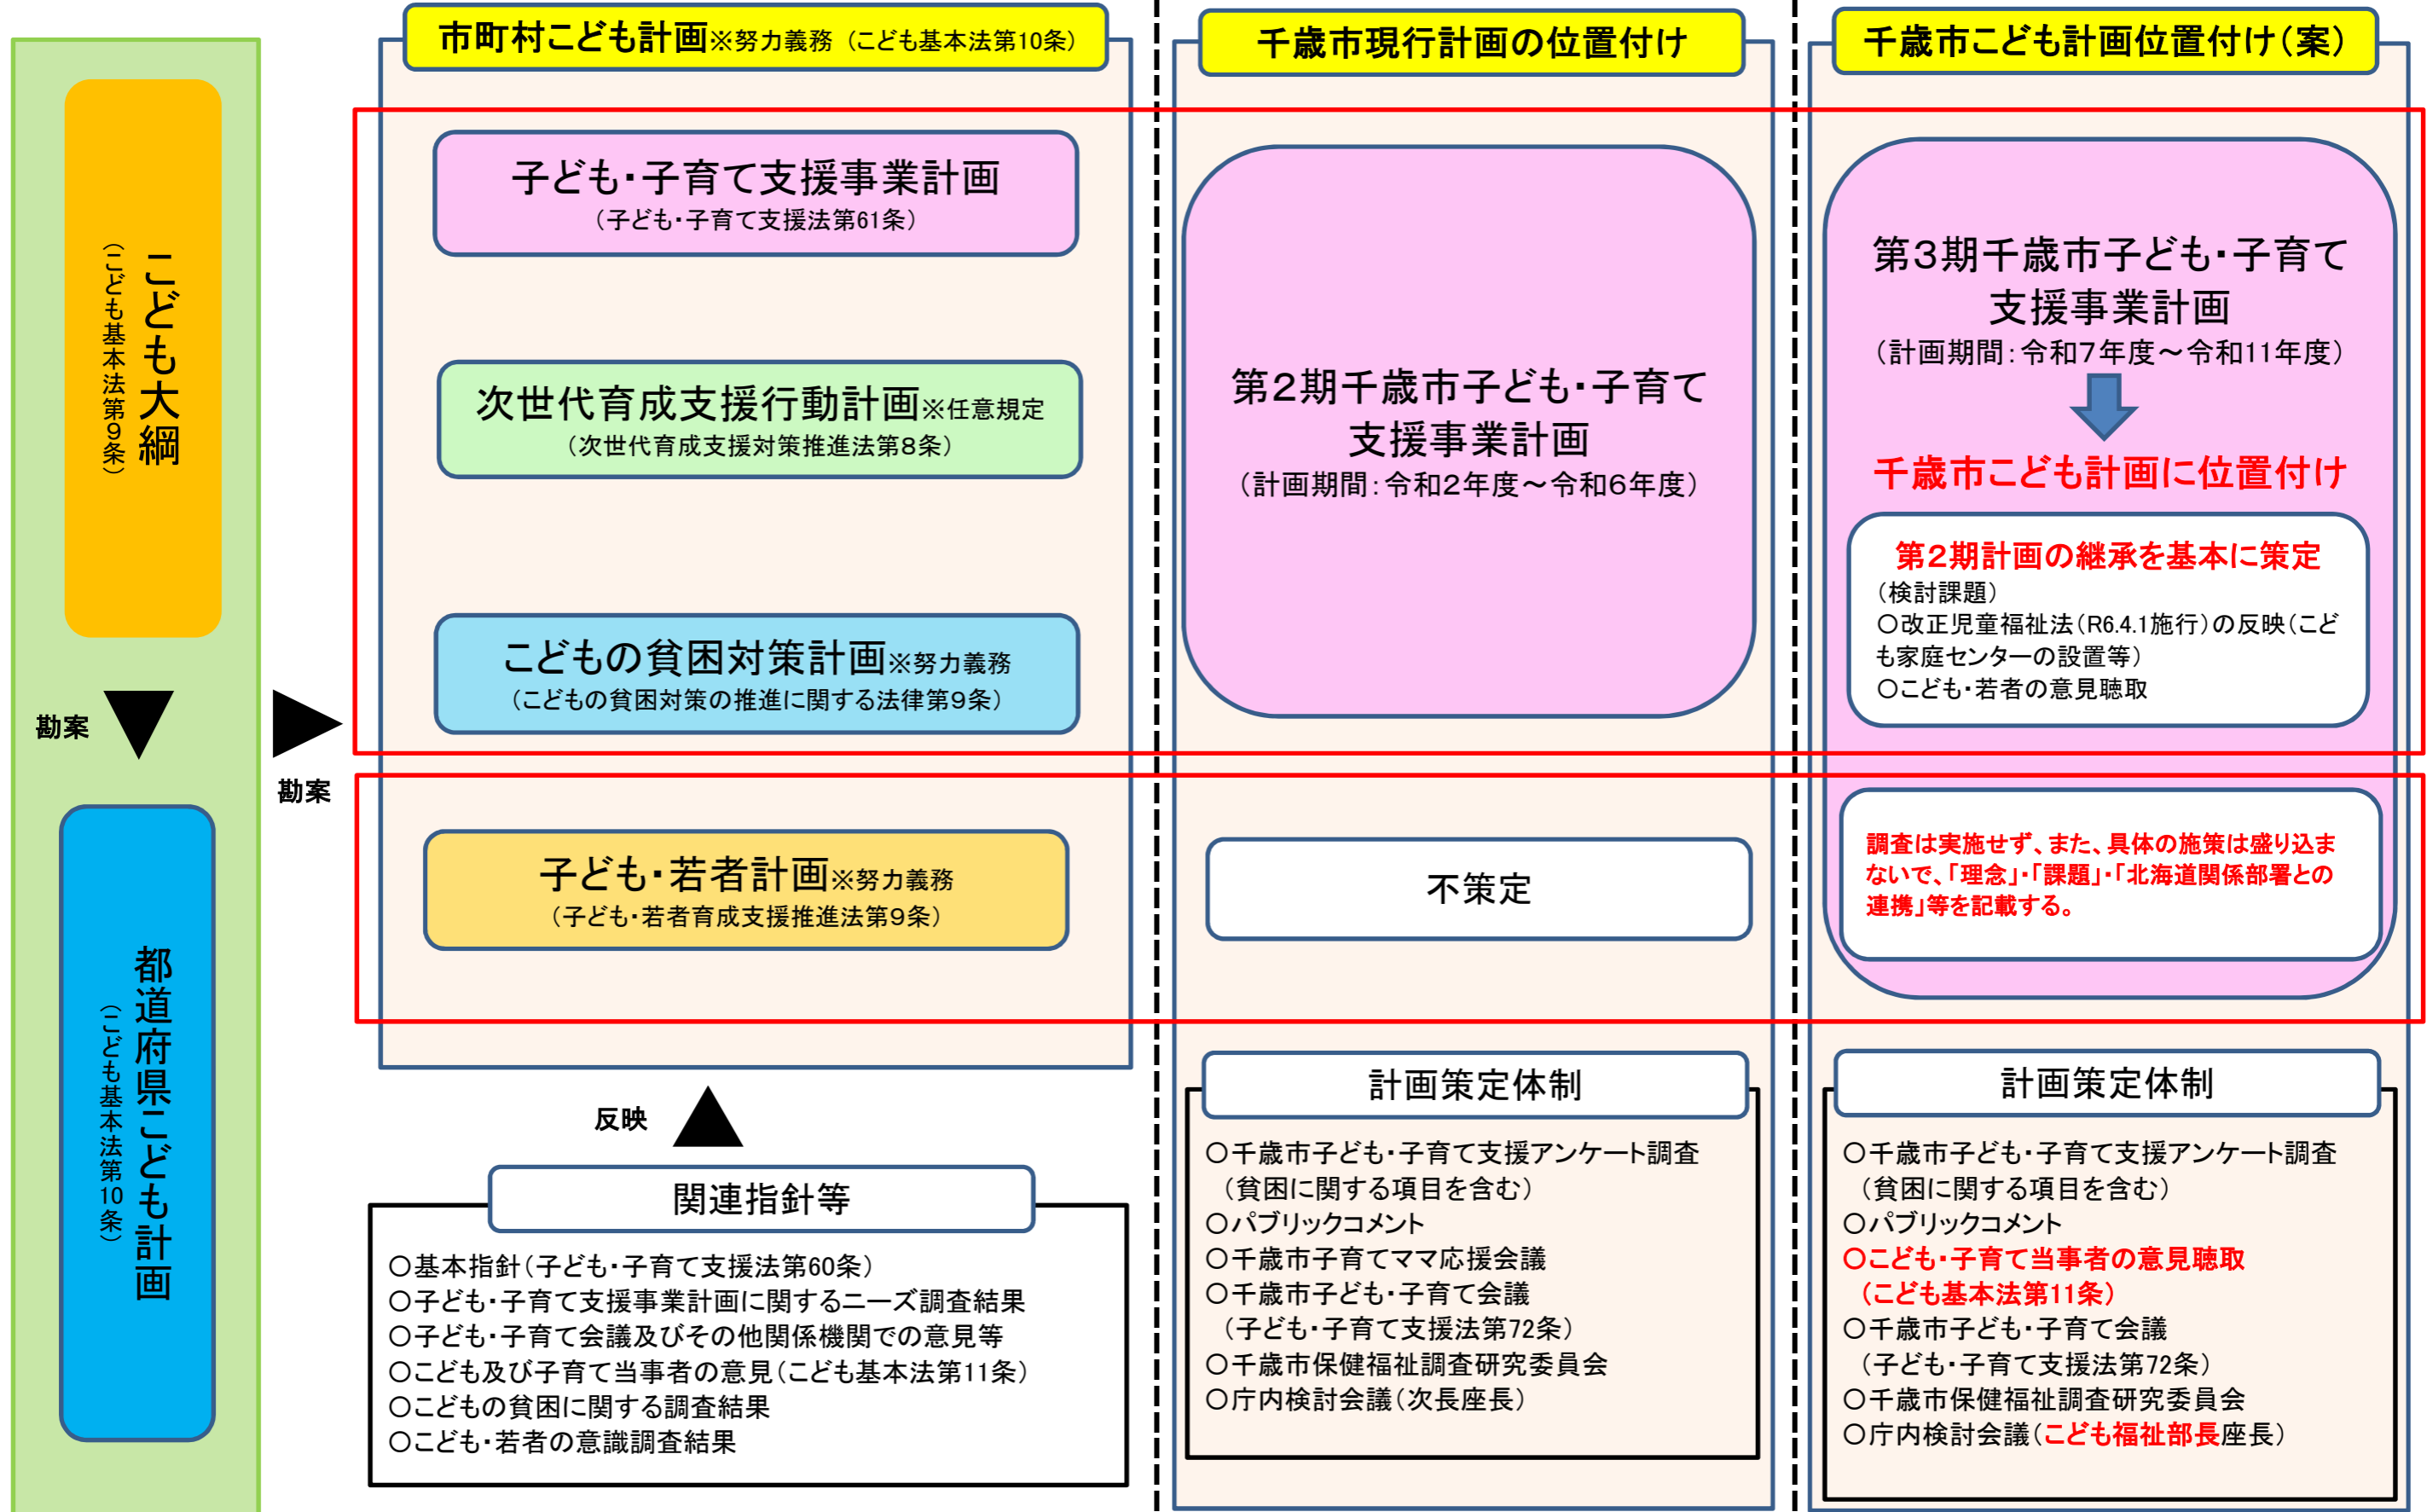 こども大綱
（こども基本法第９条）
勘案
都道府県こども計画
（こども基本法第10条）
勘案
市町村こども計画※努力義務（こども基本法第10条）
子ども・子育て支援事業計画
（子ども・子育て支援法第61条）
次世代育成支援行動計画※任意規定
（次世代育成支援対策推進法第８条）
こどもの貧困対策計画※努力義務
（こどもの貧困対策の推進に関する法律第９条）
子ども・若者計画※努力義務
（子ども・若者育成支援推進法第９条）
反映
関連指針等
○基本指針（子ども・子育て支援法第60条）
○子ども・子育て支援事業計画に関するニーズ調査結果
○子ども・子育て会議及びその他関係機関での意見等
○こども及び子育て当事者の意見（こども基本法第11条）
○こどもの貧困に関する調査結果
○こども・若者の意識調査結果
千歳市現行計画の位置付け
第２期千歳市子ども・子育て
支援事業計画
（計画期間：令和２年度～令和６年度）
不策定
計画策定体制
○千歳市子ども・子育て支援アンケート調査
（貧困に関する項目を含む）
○パブリックコメント
○千歳市子育てママ応援会議
○千歳市子ども・子育て会議
（子ども・子育て支援法第72条）
○千歳市保健福祉調査研究委員会
○庁内検討会議（次長座長）
千歳市こども計画位置付け（案）
第３期千歳市子ども・子育て
支援事業計画
（計画期間：令和７年度～令和11年度）
千歳市こども計画に位置付け
第２期計画の継承を基本に策定
（検討課題）
○改正児童福祉法（R6.4.1施行）の反映（こど
も家庭センターの設置等）
○こども・若者の意見聴取
調査は実施せず、また、具体の施策は盛り込ま
ないで、「理念」・「課題」・「北海道関係部署との
連携」等を記載する。
計画策定体制
○千歳市子ども・子育て支援アンケート調査
（貧困に関する項目を含む）
○パブリックコメント
○こども・子育て当事者の意見聴取
（こども基本法第11条）
○千歳市子ども・子育て会議
（子ども・子育て支援法第72条）
○千歳市保健福祉調査研究委員会
○庁内検討会議（こども福祉部長座長）